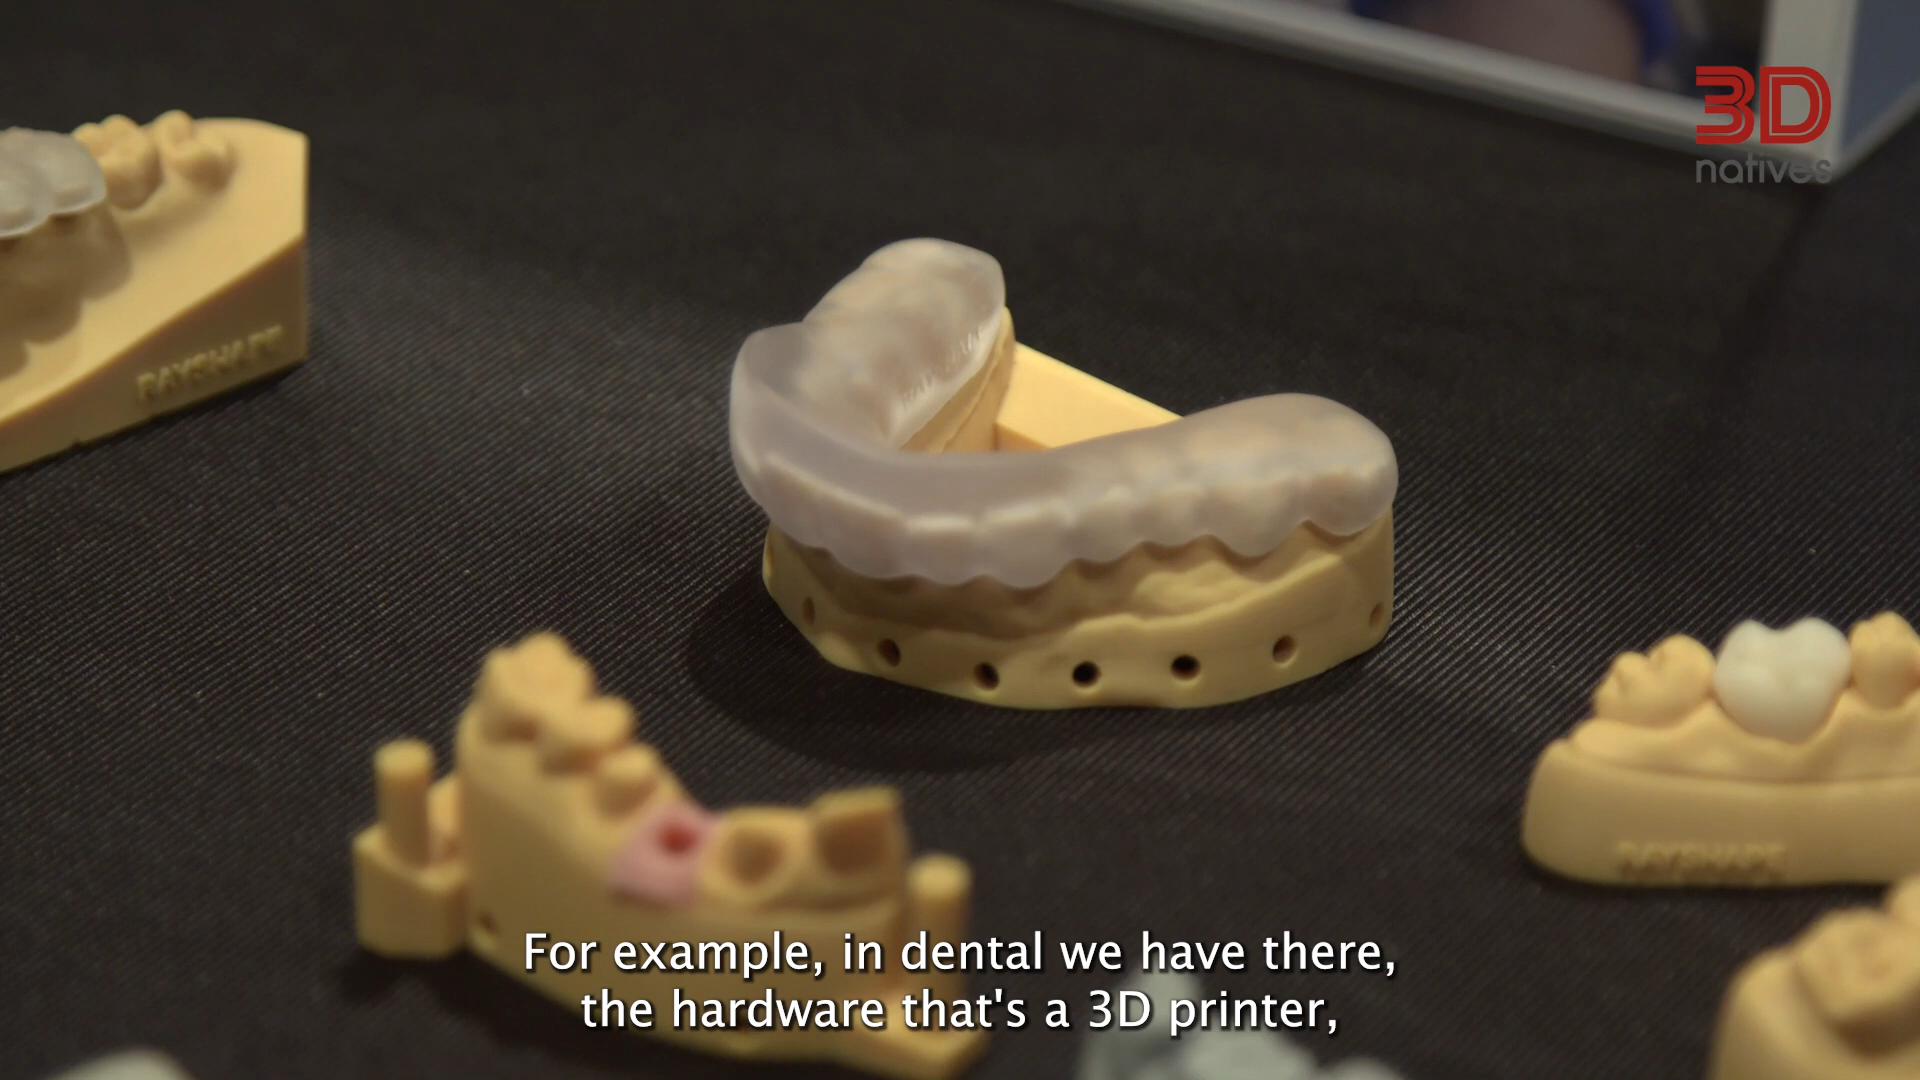 3D
natives
RAYSHAPE
RAYSHAPE
For example, in dental we have there,
the hardware that's a 3D printer,